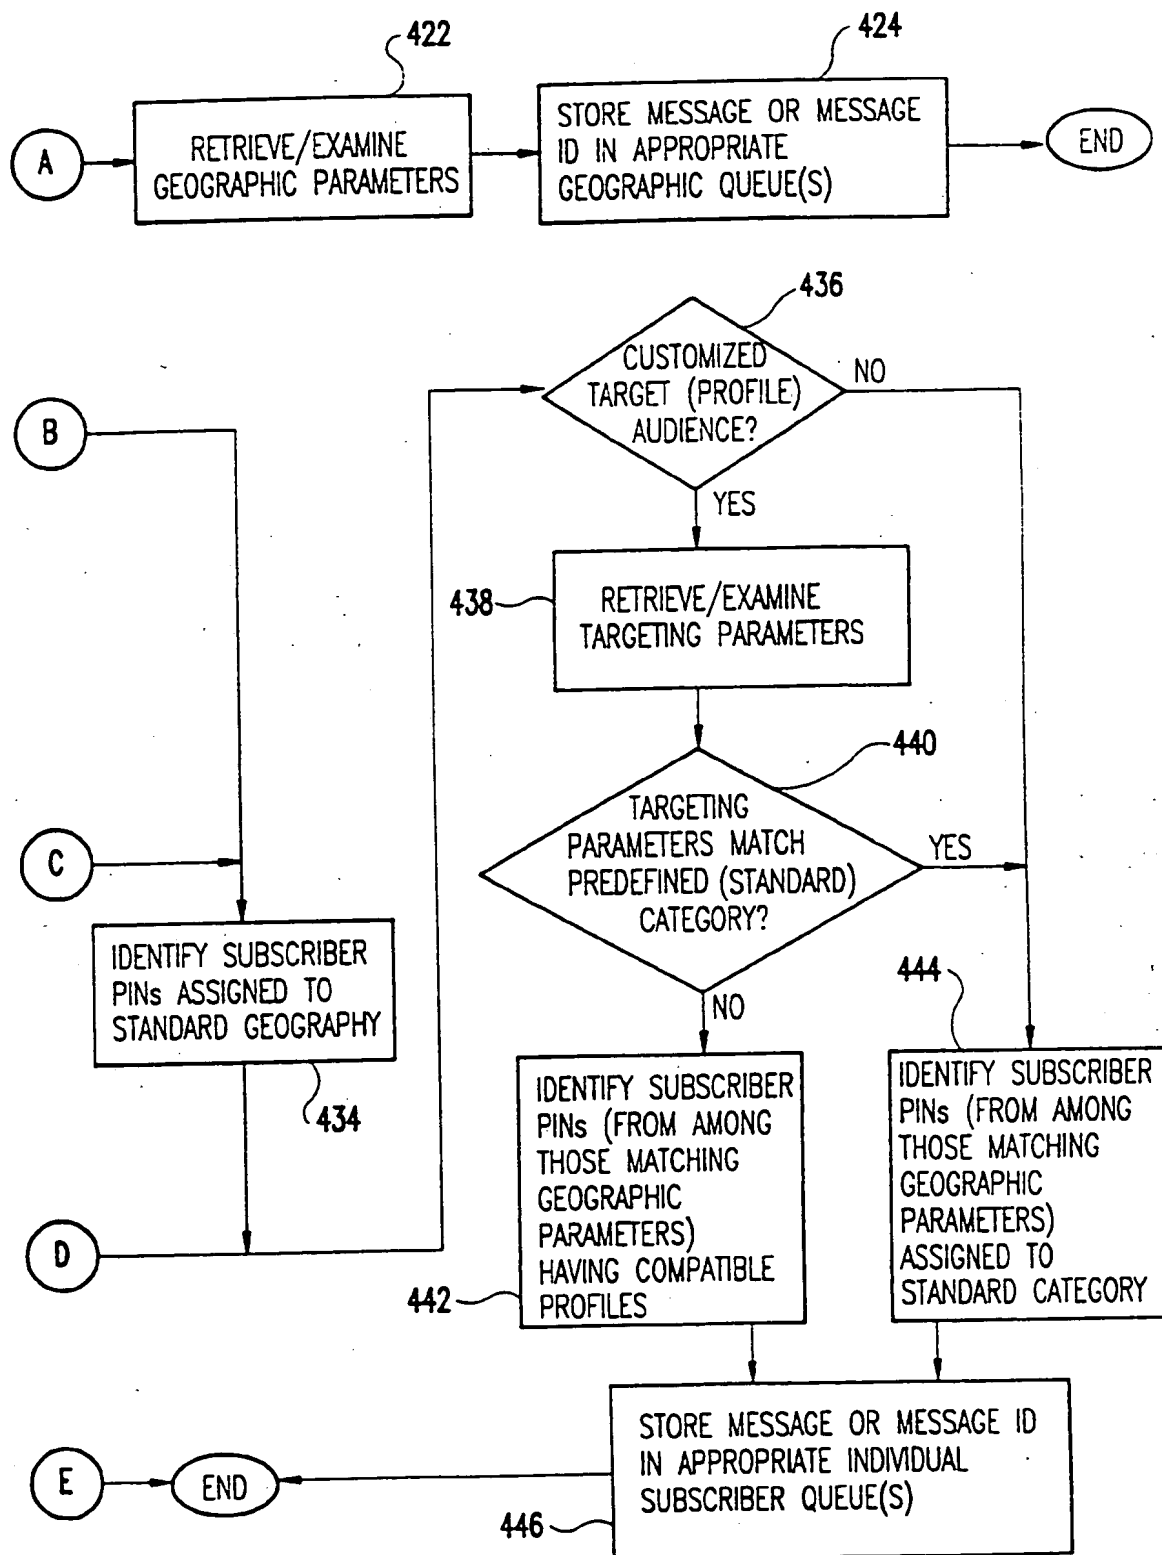 422
424
A
RETRIEVE/EXAMINE
GEOGRAPHIC PARAMETERS
STORE MESSAGE OR MESSAGE
ID IN APPROPRIATE
GEOGRAPHIC QUEUE(S)
END
436
CUSTOMIZED
TARGET (PROFILE)
AUDIENCE?
NO
B
YES
438
RETRIEVE/EXAMINE
TARGETING PARAMETERS
440
TARGETING
PARAMETERS MATCH
PREDEFINED (STANDARD)
CATEGORY?
YES
C
NO
IDENTIFY SUBSCRIBER
PINs ASSIGNED TO
STANDARD GEOGRAPHY
434
444
IDENTIFY SUBSCRIBER
PINs (FROM AMONG
THOSE MATCHING
GEOGRAPHIC
PARAMETERS)
HAVING COMPATIBLE
PROFILES
442
IDENTIFY SUBSCRIBER
PINs (FROM AMONG
THOSE MATCHING
GEOGRAPHIC
PARAMETERS)
ASSIGNED TO
STANDARD CATEGORY
D
STORE MESSAGE OR MESSAGE ID
IN APPROPRIATE INDIVIDUAL
SUBSCRIBER QUEUE(S)
446
E
END